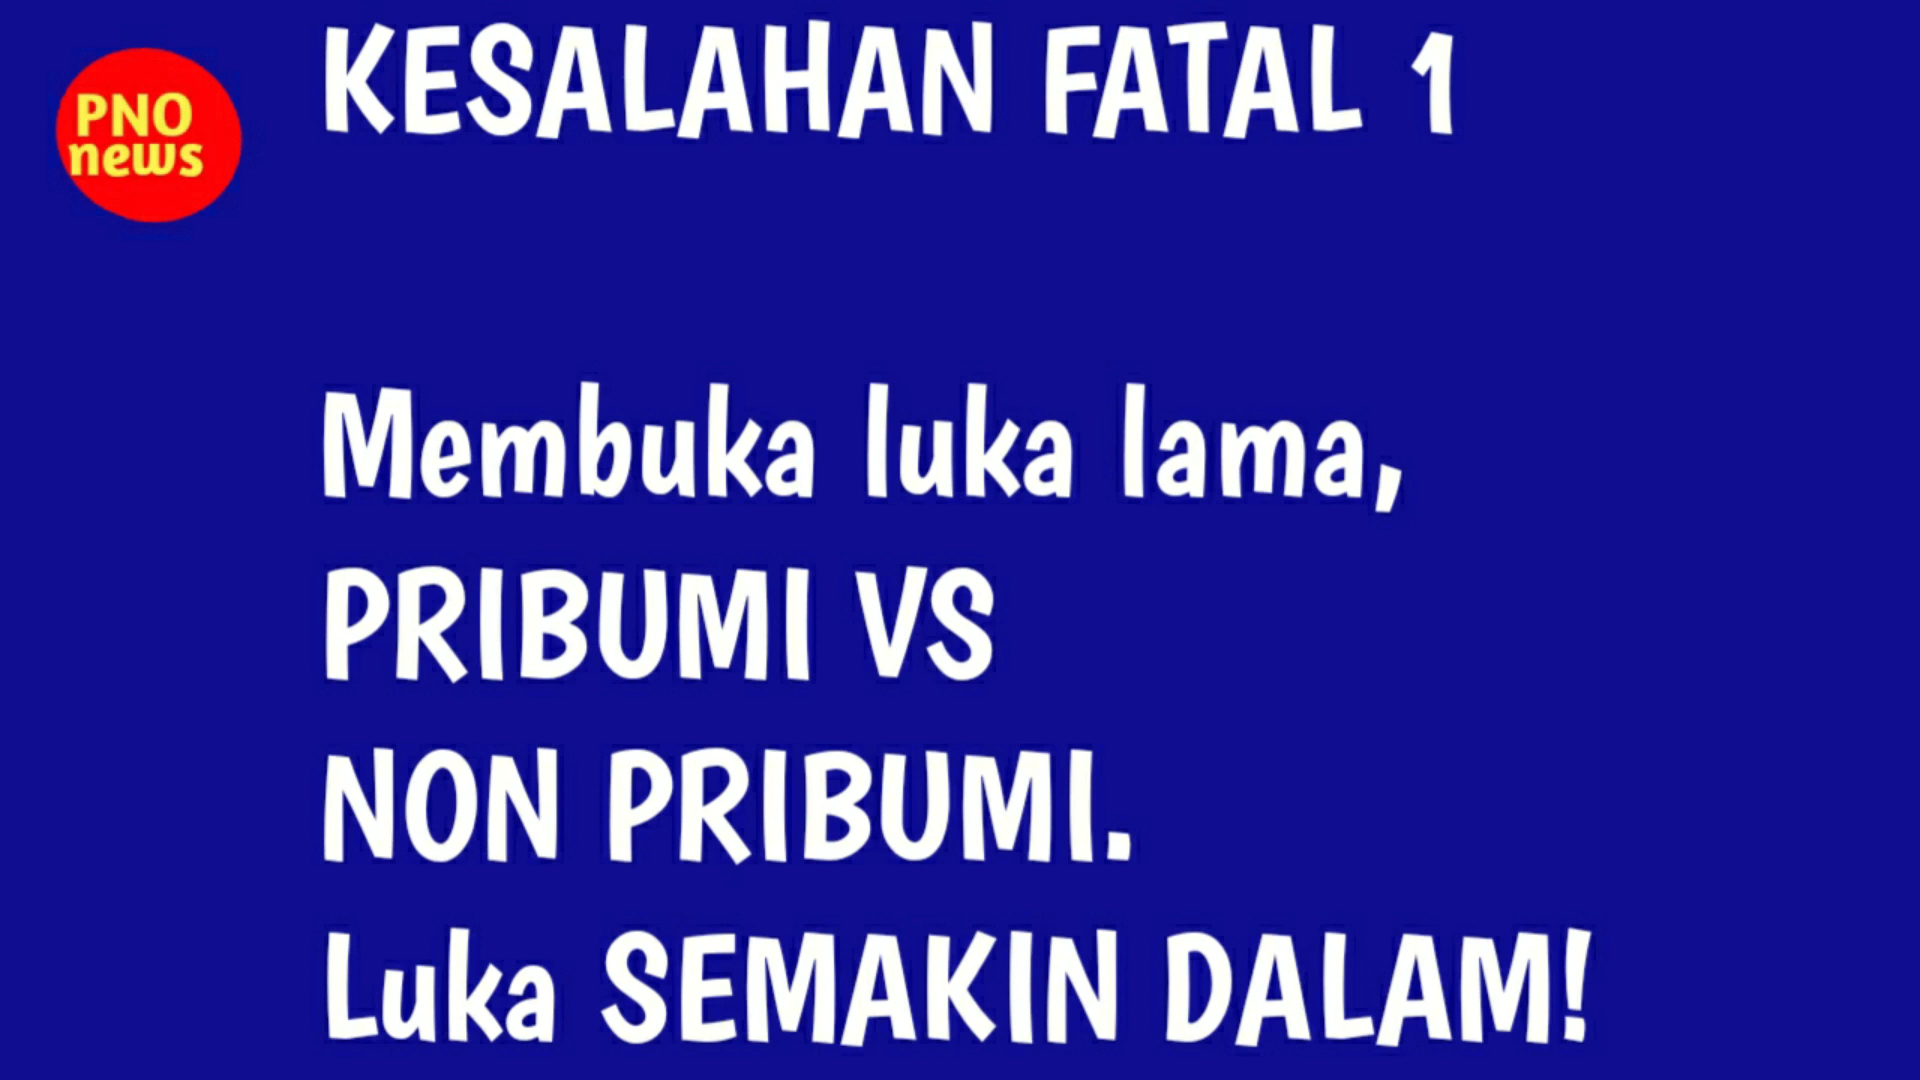 PNO
news
KESALAHAN FATAL 1
Membuka luka lama,
PRIBUMI VS
NON PRIBUMI.
Luka SEMAKIN DALAM!